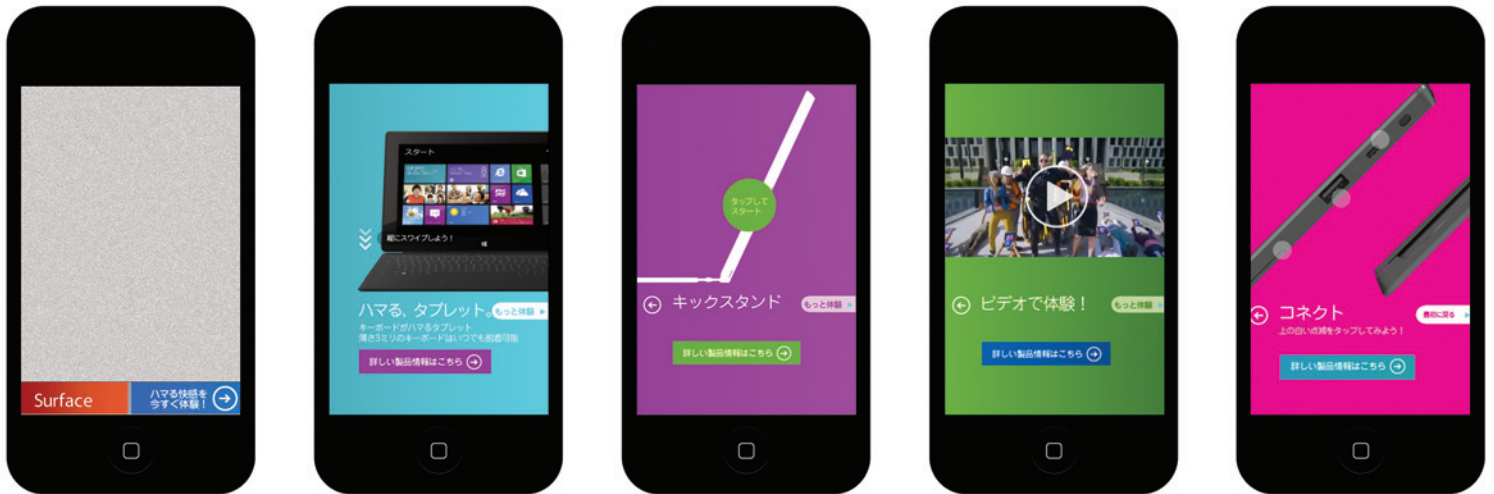 Surface
ハマる快感を
今すぐ体験！
スタート
縦にスワイプしよう！
ハマる、タブレット。
もっと体験
キーボードがハマるタブレット
薄さ3ミリのキーボードはいつでも脱着可能
詳しい製品情報はこちら
タップして
スタート
キックスタンド
もっと体験
詳しい製品情報はこちら
ビデオで体験！
もっと体験
詳しい製品情報はこちら
コネクト
最初に戻る
上の白い点滅をタップしてみよう！
詳しい製品情報はこちら